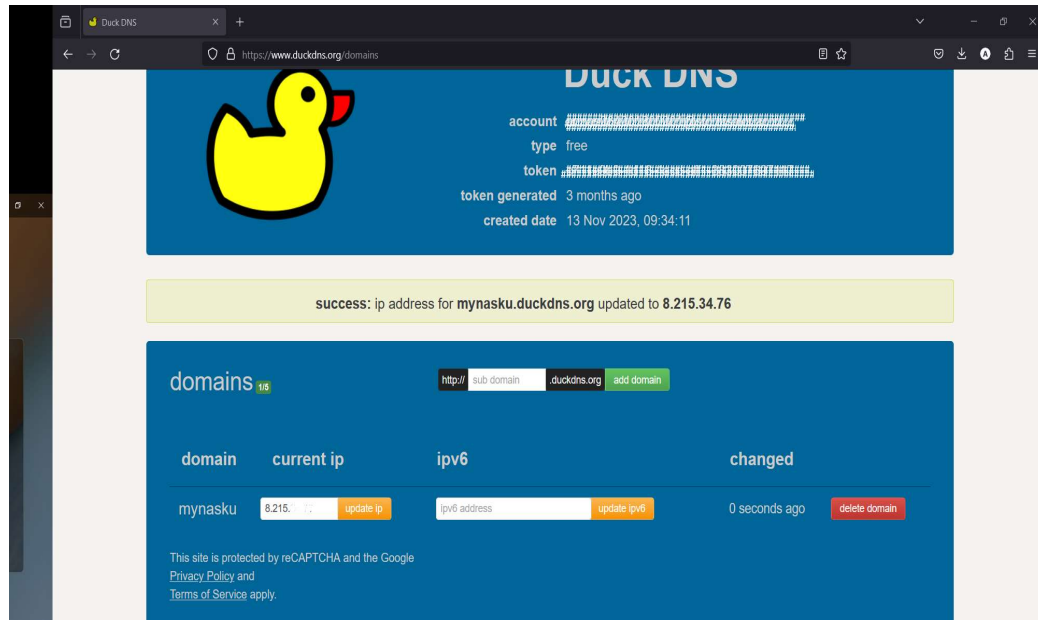 Duck DNS
https://www.duckdns.org/domains
Duck DNS
account
type free
token
token generated 3 months ago
created date 13 Nov 2023, 09:34:11
success: ip address for mynasku.duckdns.org updated to 8.215.34.76
domains 1/5
http:// sub domain .duckdns.org add domain
domain current ip ipv6 changed
mynasku 8.215. update ip ipv6 address update ipv6 0 seconds ago delete domain
This site is protected by reCAPTCHA and the Google
Privacy Policy and
Terms of Service apply.